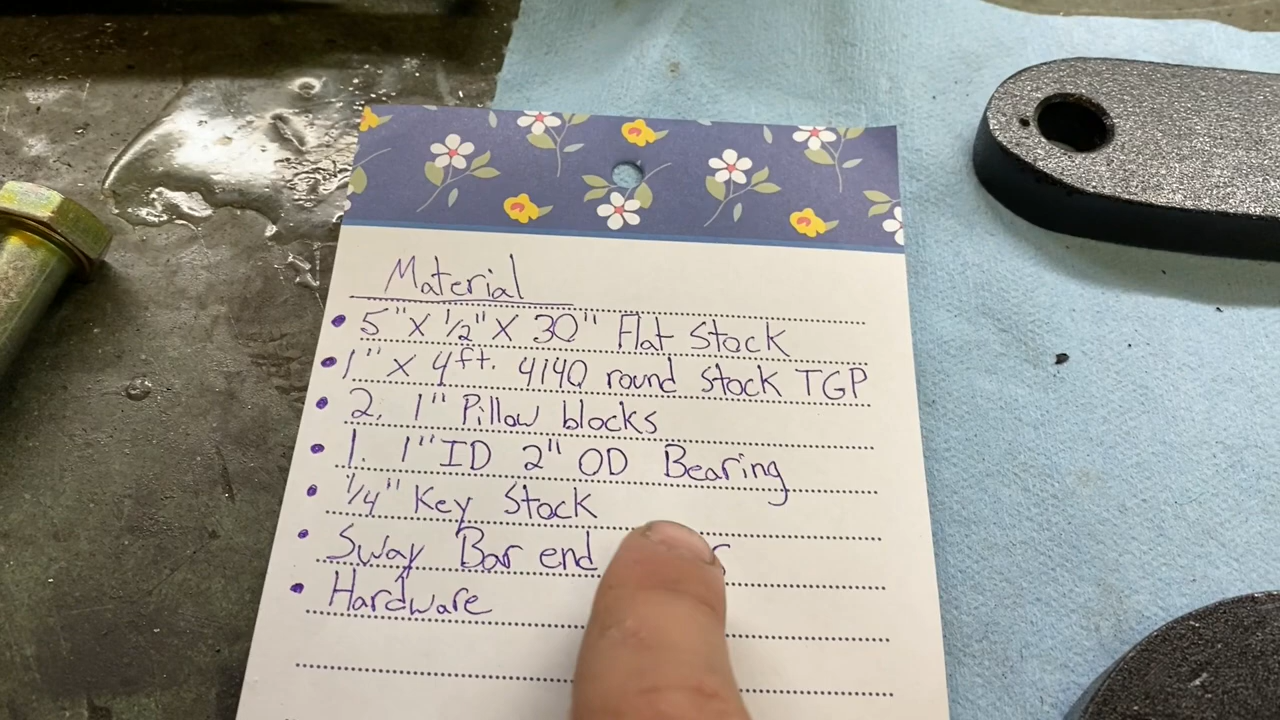 Material
5" X 1/2" X 30" Flat Stock
1" X 4ft. 4140 round stock TGP
2. 1" Pillow blocks
1. 1" ID 2" OD Bearing
1/4" Key Stock
Sway Bar end
Hardware